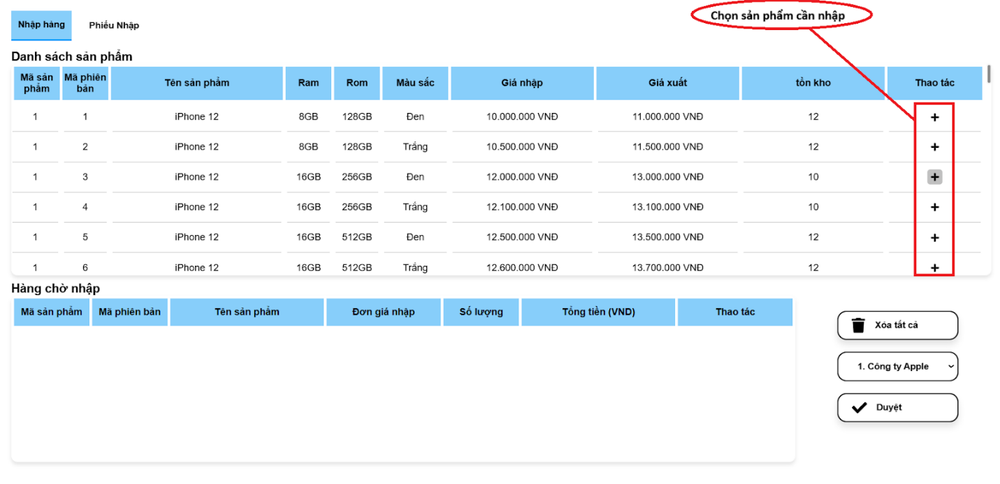 Chọn sản phẩm cần nhập
Nhập hàng Phiếu Nhập
Danh sách sản phẩm
Mã sản phẩm Mã phiên bản Tên sản phẩm Ram Rom Màu sắc Giá nhập Giá xuất tồn kho Thao tác
1 1 iPhone 12 8GB 128GB Đen 10.000.000 VNĐ 11.000.000 VNĐ 12 +
1 2 iPhone 12 8GB 128GB Trắng 10.500.000 VNĐ 11.500.000 VNĐ 12 +
1 3 iPhone 12 16GB 256GB Đen 12.000.000 VNĐ 13.000.000 VNĐ 10 +
1 4 iPhone 12 16GB 256GB Trắng 12.100.000 VNĐ 13.100.000 VNĐ 10 +
1 5 iPhone 12 16GB 512GB Đen 12.500.000 VNĐ 13.500.000 VNĐ 12 +
1 6 iPhone 12 16GB 512GB Trắng 12.600.000 VNĐ 13.700.000 VNĐ 12 +
Hàng chờ nhập
Mã sản phẩm Mã phiên bản Tên sản phẩm Đơn giá nhập Số lượng Tổng tiền (VND) Thao tác
Xóa tất cả
1. Công ty Apple
Duyệt